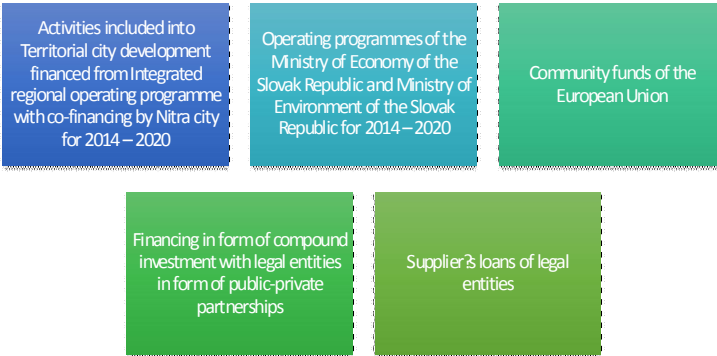 Activities included into
Territorial city development
financed from Integrated
regional operating programme
with co-financing by Nitra city
for 2014 – 2020
Operating programmes of the
Ministry of Economy of the
Slovak Republic and Ministry of
Environment of the Slovak
Republic for 2014 – 2020
Community funds of the
European Union
Financing in form of compound
investment with legal entities
in form of public-private
partnerships
Supplier?s loans of legal
entities